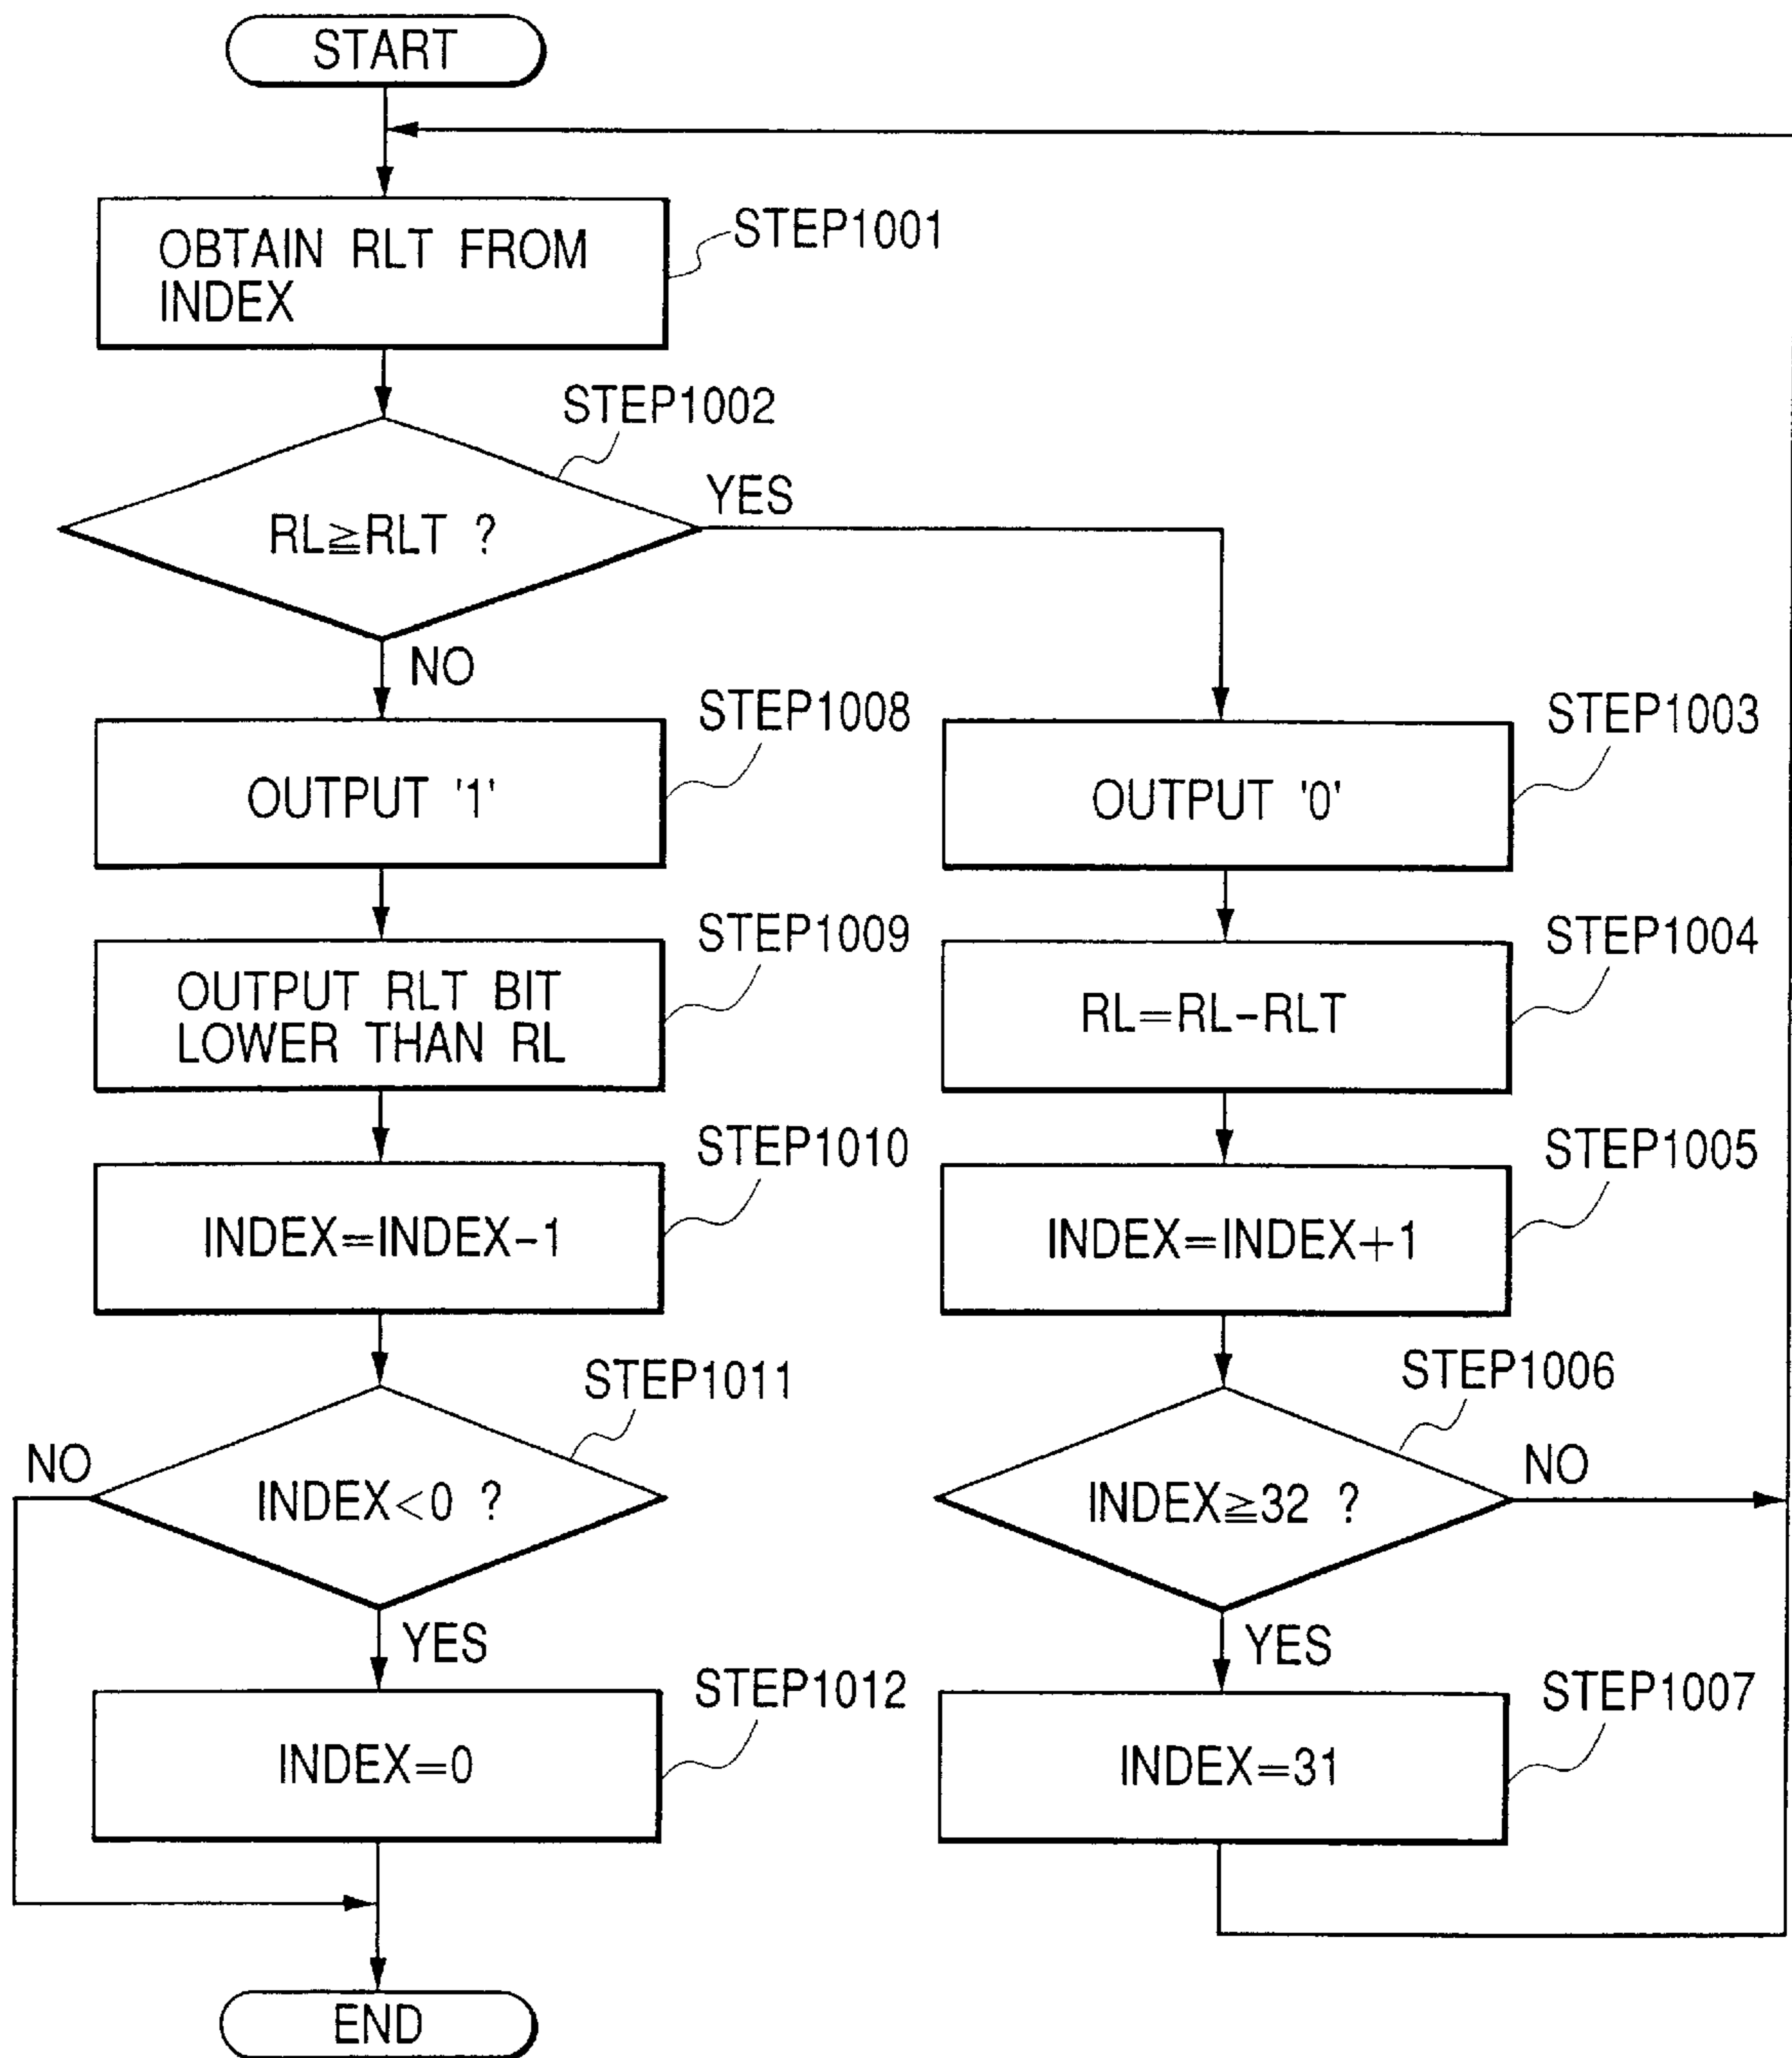 START
OBTAIN RLT FROM
INDEX
STEP1001
STEP1002
RL≧RLT ?
YES
NO
STEP1008
OUTPUT '1'
STEP1003
OUTPUT '0'
STEP1009
OUTPUT RLT BIT
LOWER THAN RL
STEP1004
RL=RL-RLT
STEP1010
INDEX=INDEX-1
STEP1005
INDEX=INDEX+1
STEP1011
NO
INDEX<0 ?
YES
STEP1006
INDEX≧32 ?
NO
YES
STEP1012
INDEX=0
STEP1007
INDEX=31
END